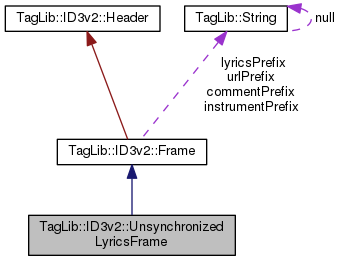 TagLib::ID3v2::Header
TagLib::String
null
lyricsPrefix
urlPrefix
commentPrefix
instrumentPrefix
TagLib::ID3v2::Frame
TagLib::ID3v2::Unsynchronized
LyricsFrame